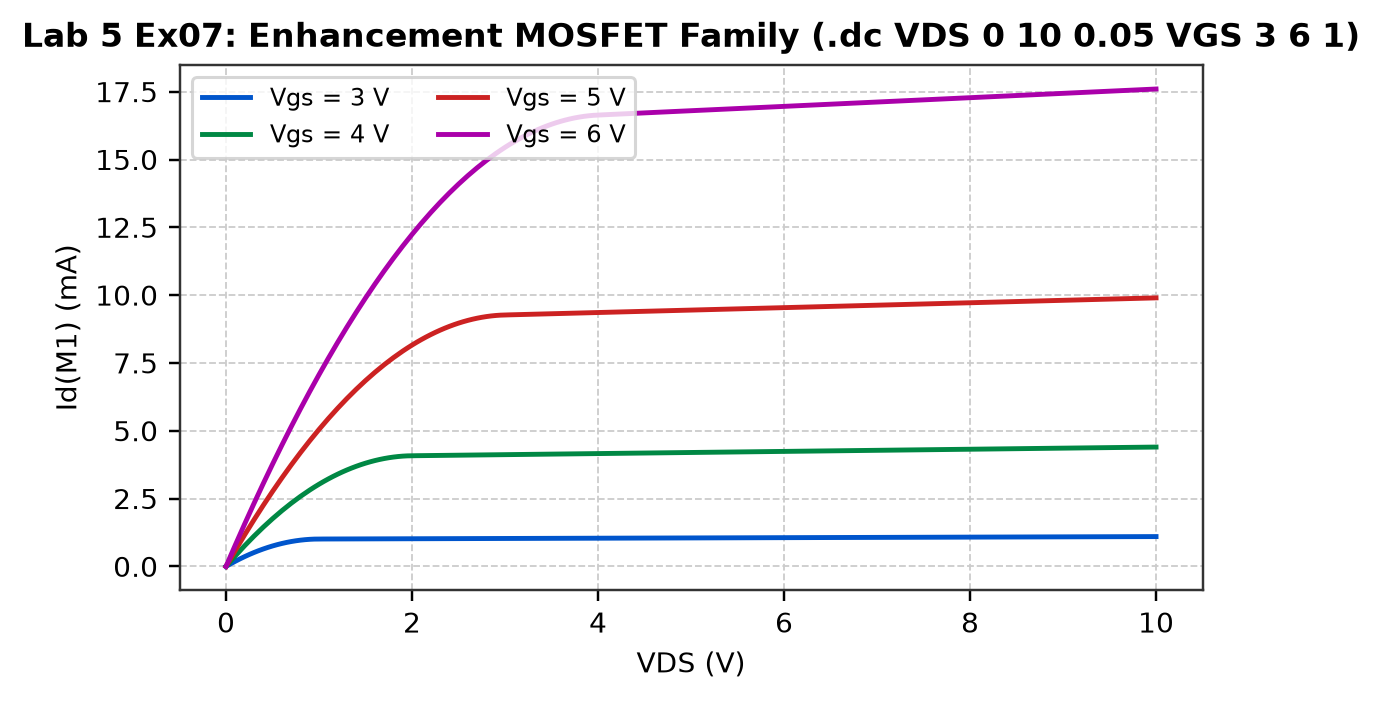 Lab 5 Ex07: Enhancement MOSFET Family (.dc VDS 0 10 0.05 VGS 3 6 1)
Vgs = 3 V
Vgs = 4 V
Vgs = 5 V
Vgs = 6 V
17.5
15.0
12.5
10.0
7.5
5.0
2.5
0.0
Id(M1) (mA)
0 2 4 6 8 10
VDS (V)